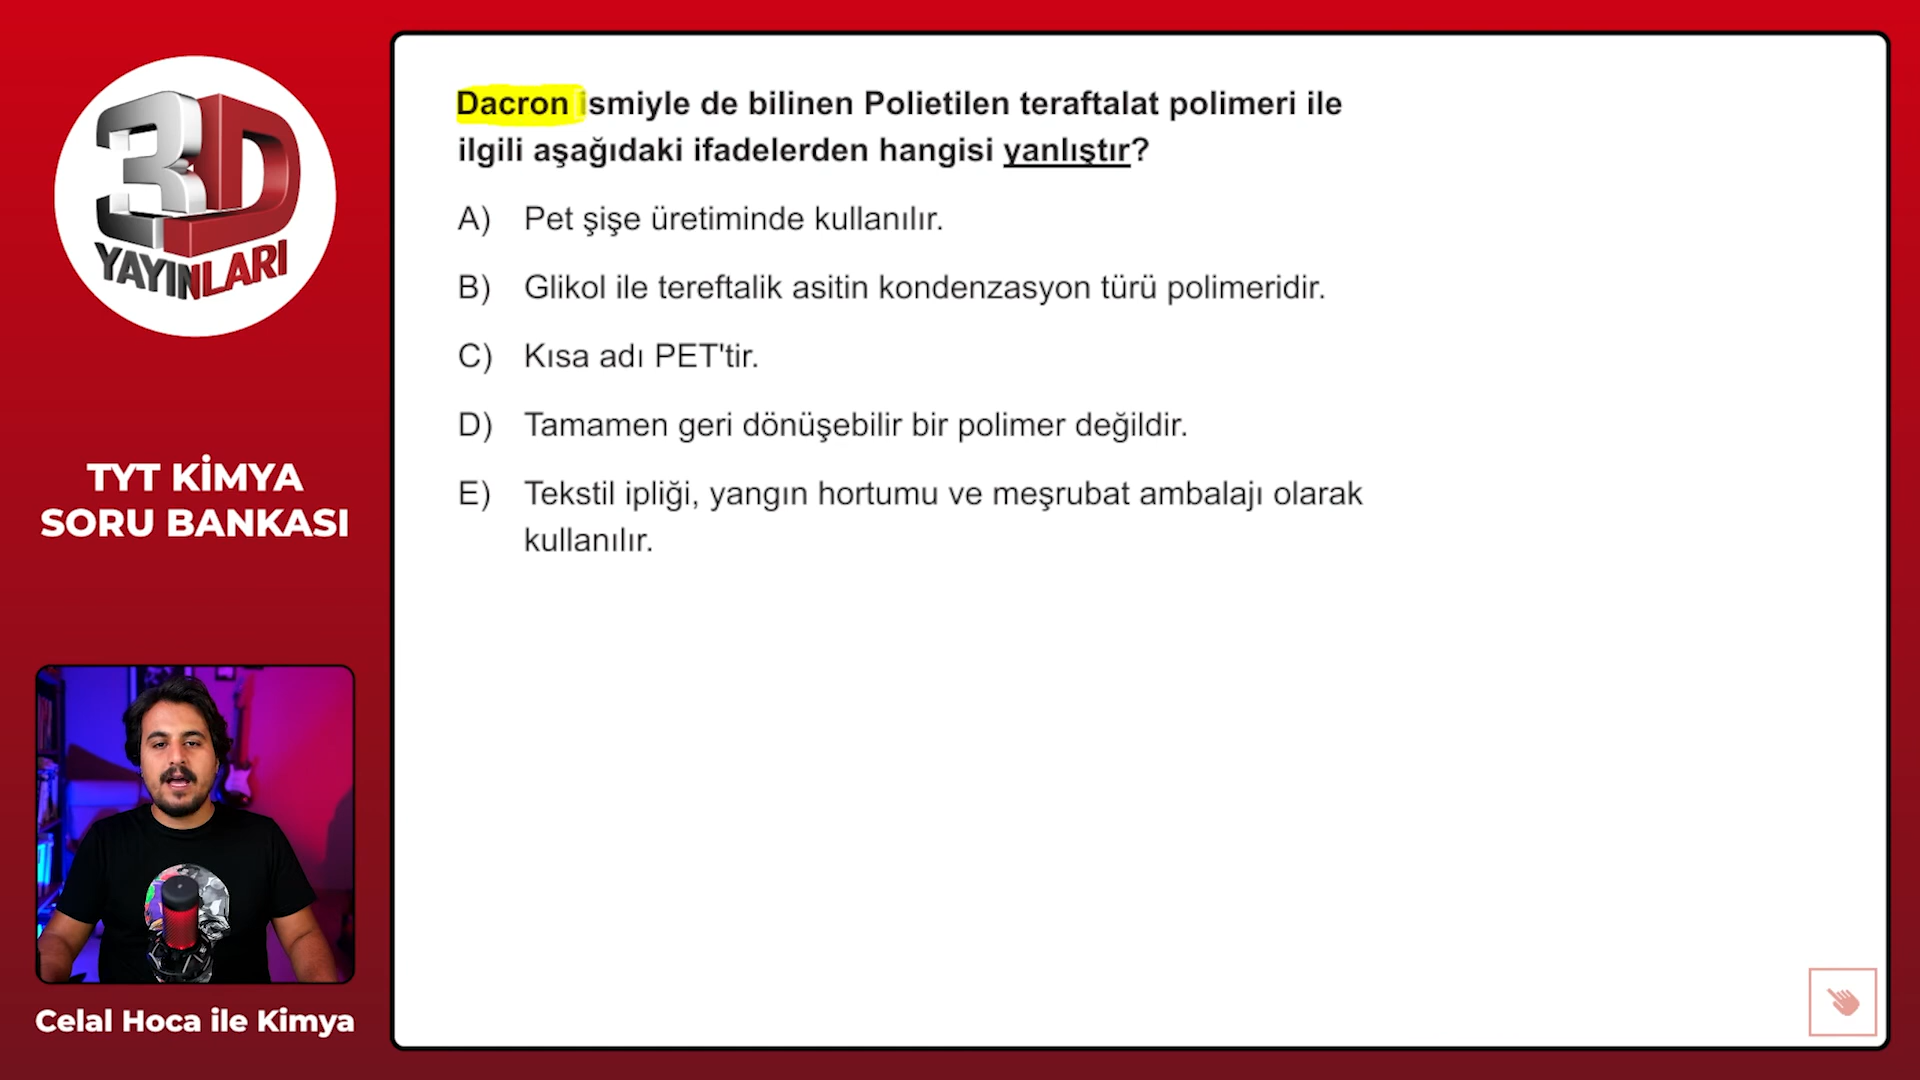 3D
YAYINLARI
TYT KİMYA
SORU BANKASI
Celal Hoca ile Kimya
Dacron ismiyle de bilinen Polietilen teraftalat polimeri ile
ilgili aşağıdaki ifadelerden hangisi yanlıştır?
A) Pet şişe üretiminde kullanılır.
B) Glikol ile tereftalik asitin kondenzasyon türü polimeridir.
C) Kısa adı PET'tir.
D) Tamamen geri dönüşebilir bir polimer değildir.
E) Tekstil ipliği, yangın hortumu ve meşrubat ambalajı olarak
kullanılır.